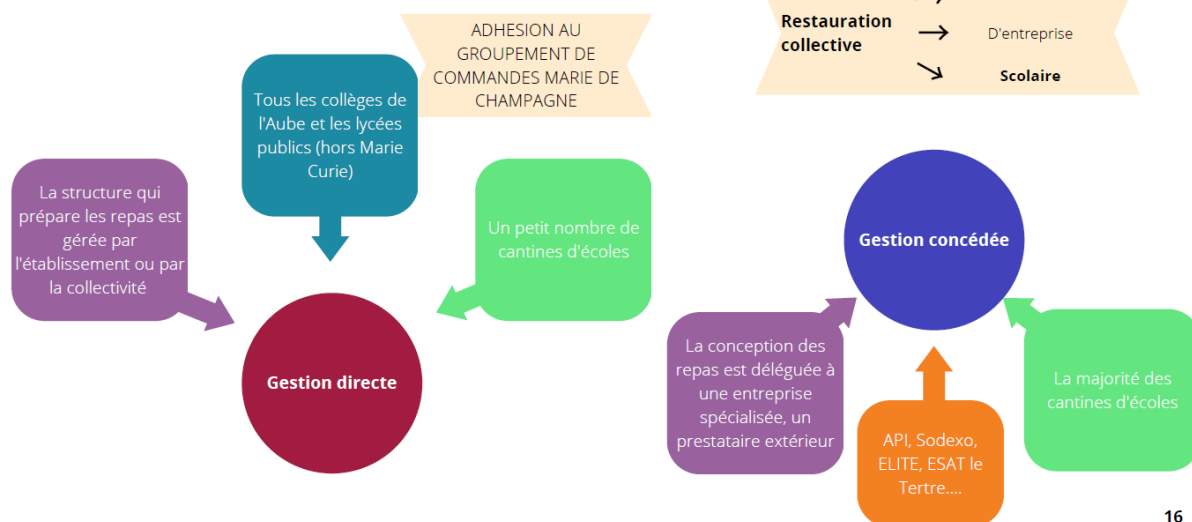 ADHESION AU
GROUPEMENT DE
COMMANDES MARIE DE
CHAMPAGNE
Restauration
collective
D'entreprise
Scolaire
Tous les collèges de
l'Aube et les lycées
publics (hors Marie
Curie)
La structure qui
prépare les repas est
gérée par
l'établissement ou par
la collectivité
Un petit nombre de
cantines d'écoles
Gestion directe
Gestion concédée
La conception des
repas est déléguée à
une entreprise
spécialisée, un
prestataire extérieur
API, Sodexo,
ELITE, ESAT le
Tertre....
La majorité des
cantines d'écoles
16